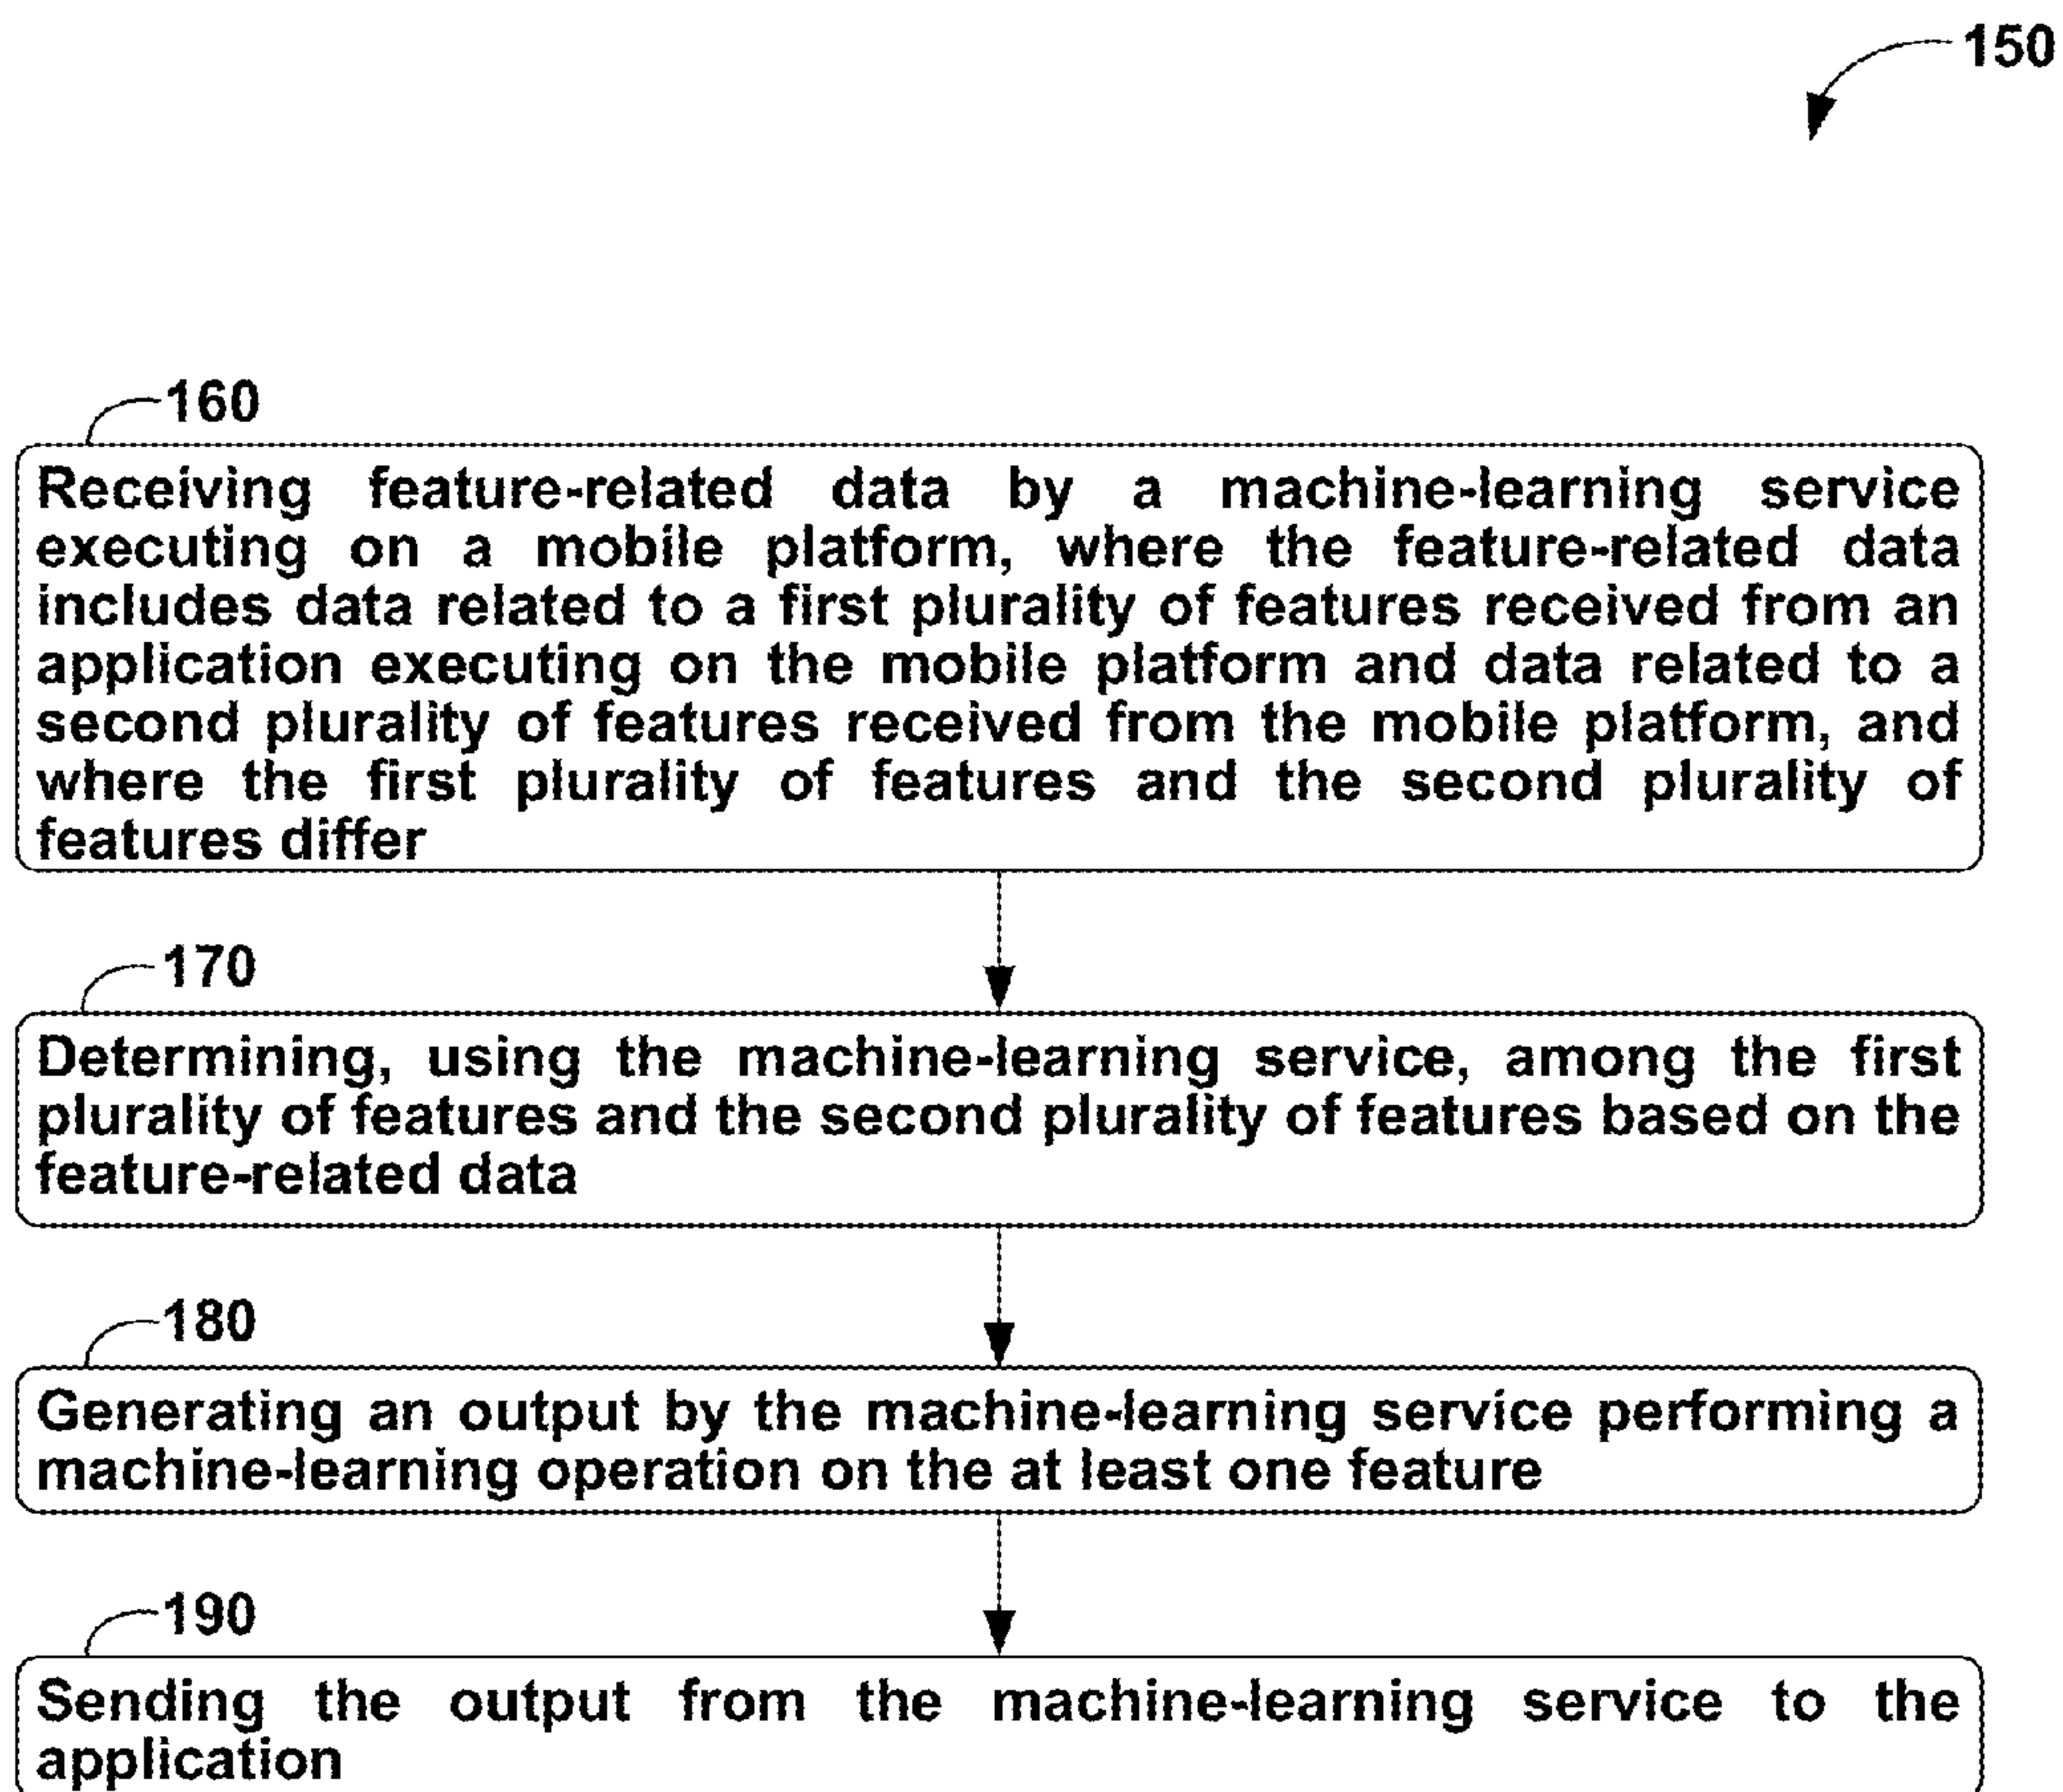 150
160
Receiving feature-related data by a machine-learning service
executing on a mobile platform, where the feature-related data
includes data related to a first plurality of features received from an
application executing on the mobile platform and data related to a
second plurality of features received from the mobile platform, and
where the first plurality of features and the second plurality of
features differ
170
Determining, using the machine-learning service, among the first
plurality of features and the second plurality of features based on the
feature-related data
180
Generating an output by the machine-learning service performing a
machine-learning operation on the at least one feature
190
Sending the output from the machine-learning service to the
application